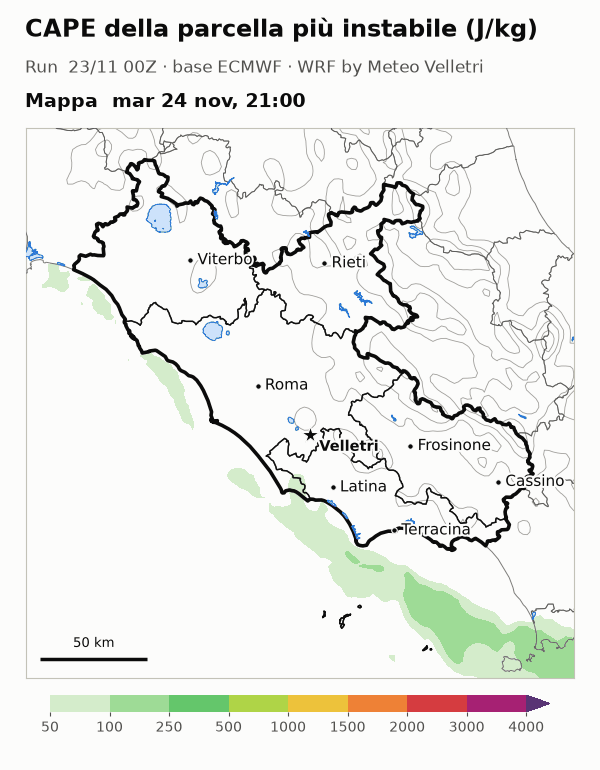 CAPE della parcella più instabile (J/kg)
Run 23/11 00Z · base ECMWF · WRF by Meteo Velletri
Mappa mar 24 nov, 21:00
Viterbo
Rieti
Roma
Velletri
Frosinone
Cassino
Latina
Terracina
50 km
50 100 250 500 1000 1500 2000 3000 4000